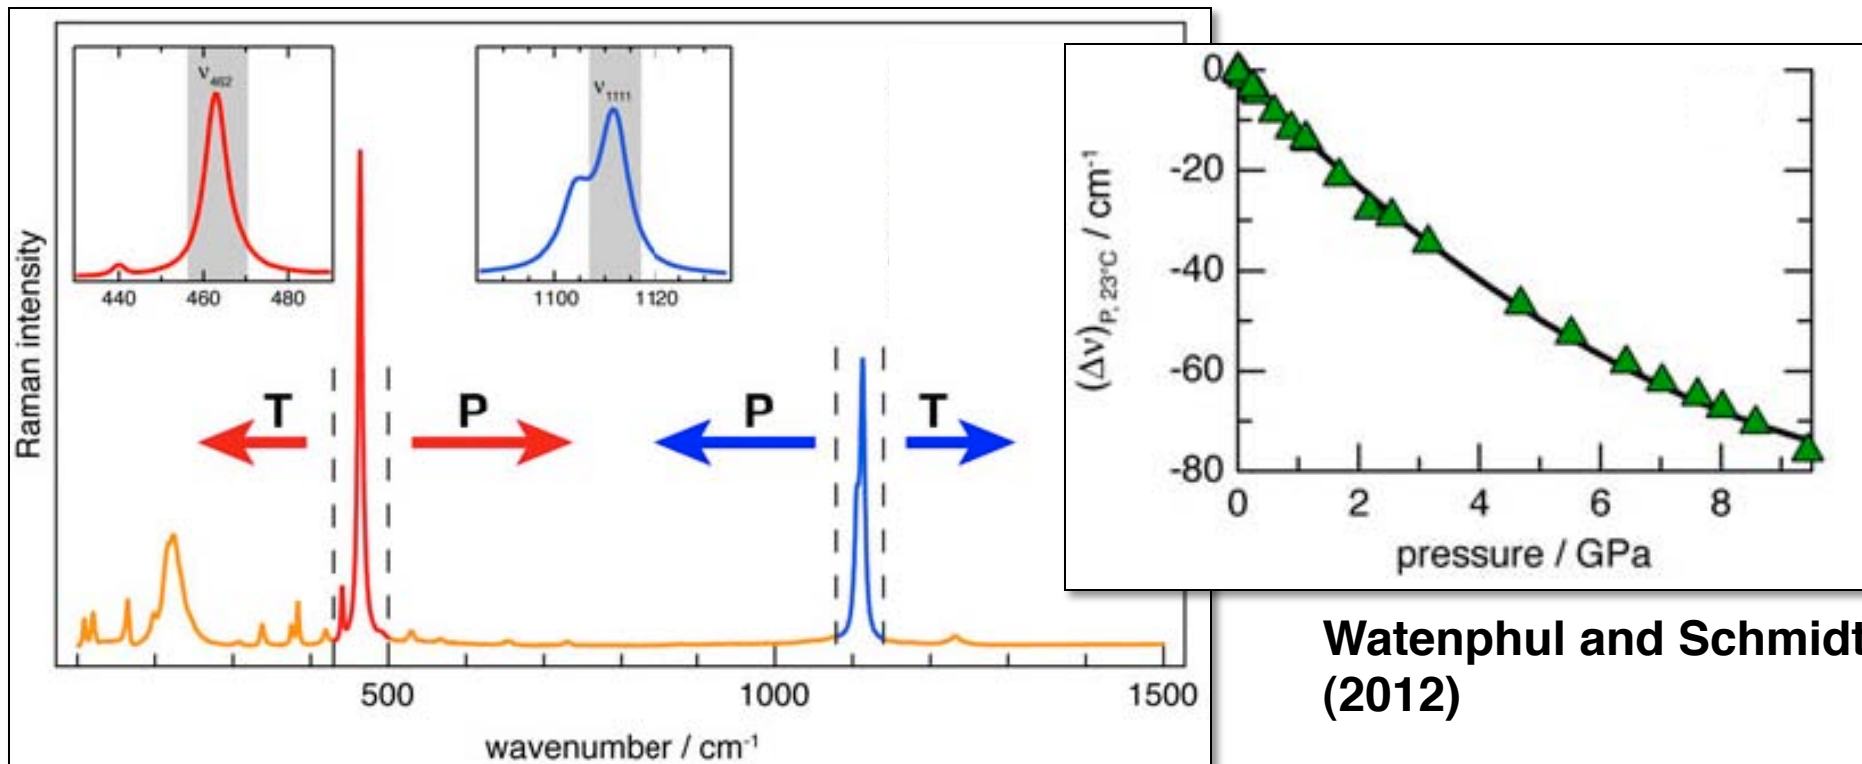 Raman intensity
ν462
440 460 480
ν1111
1100 1120
T P P T
500 1000 1500
wavenumber / cm-1
(Δν)P, 23°C / cm-1
0
-20
-40
-60
-80
0 2 4 6 8
pressure / GPa
Watenphul and Schmidt
(2012)